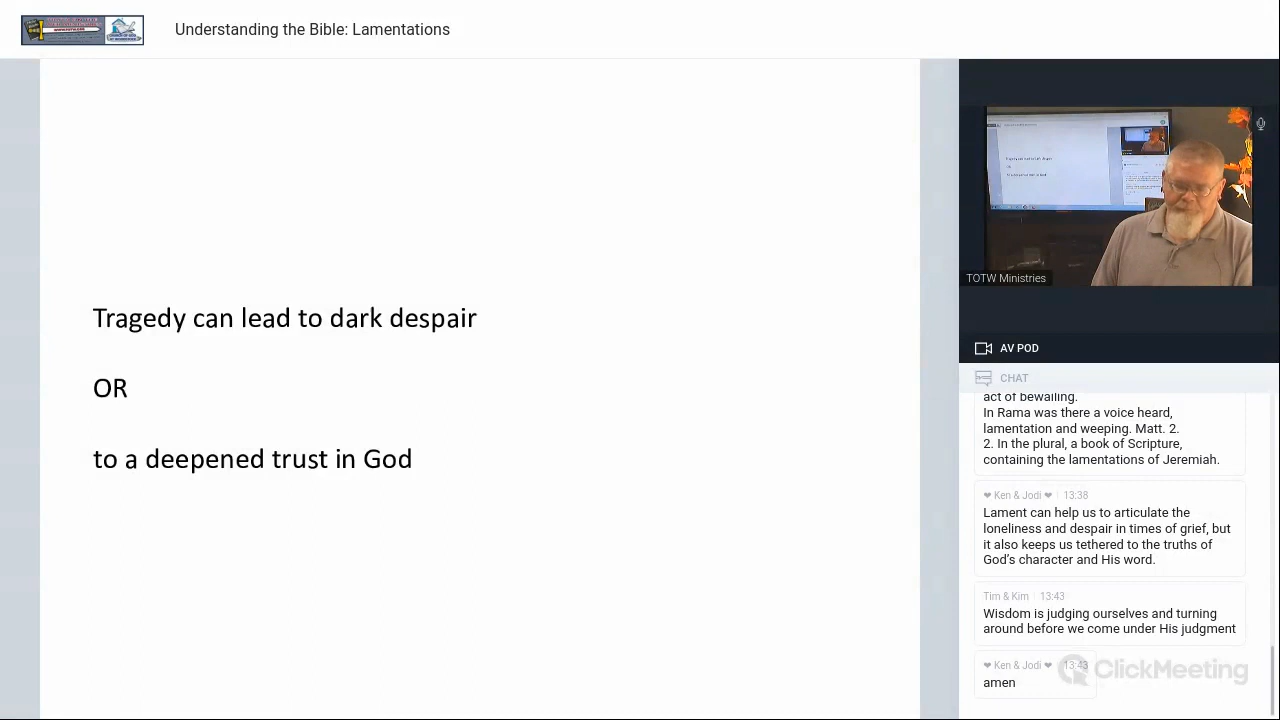 Understanding the Bible: Lamentations
Tragedy can lead to dark despair
OR
to a deepened trust in God
TOTW Ministries
AV POD
CHAT
act of bewailing.
In Rama was there a voice heard,
lamentation and weeping. Matt. 2.
2. In the plural, a book of Scripture,
containing the lamentations of Jeremiah.
❤ Ken & Jodi ❤ 13:38
Lament can help us to articulate the
loneliness and despair in times of grief, but
it also keeps us tethered to the truths of
God's character and His word.
Tim & Kim 13:43
Wisdom is judging ourselves and turning
around before we come under His judgment
❤ Ken & Jodi ❤ 13:43
amen
ClickMeeting